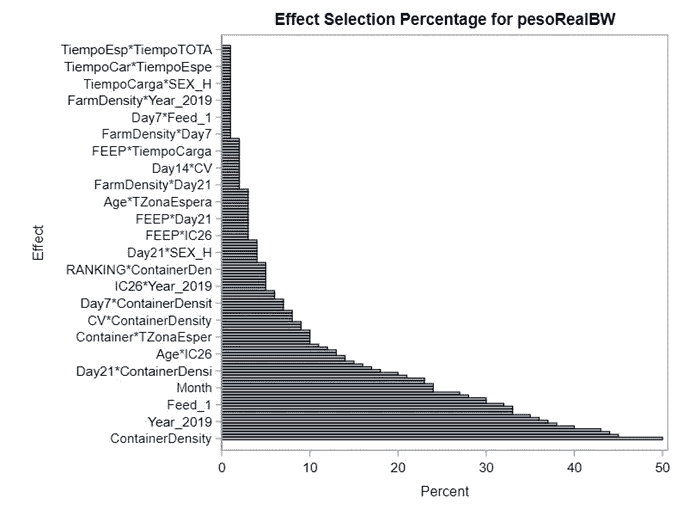 Effect Selection Percentage for pesoRealBW
TiempoEsp*TiempoTOTA
TiempoCar*TiempoEspe
TiempoCarga*SEX_H
FarmDensity*Year_2019
Day7*Feed_1
FarmDensity*Day7
FEEP*TiempoCarga
Day14*CV
FarmDensity*Day21
Age*TZonaEspera
FEEP*Day21
FEEP*IC26
Day21*SEX_H
RANKING*ContainerDen
IC26*Year_2019
Day7*ContainerDensit
CV*ContainerDensity
Container*TZonaEsper
Age*IC26
Day21*ContainerDensi
Month
Feed_1
Year_2019
ContainerDensity
Effect
0 10 20 30 40 50
Percent